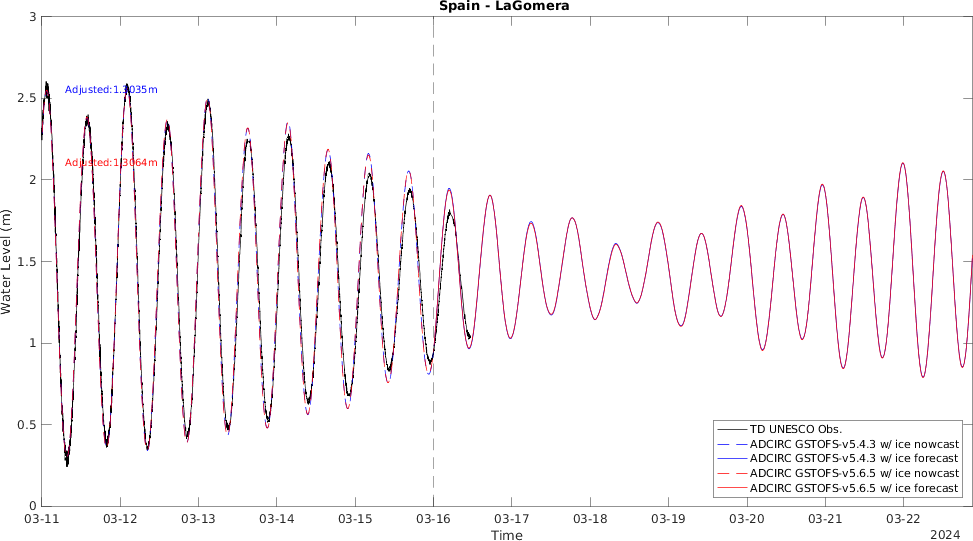 Spain - LaGomera
3
2.5
2
1.5
1
0.5
0
Water Level (m)
Adjusted:1.3035m
Adjusted:1.3064m
TD UNESCO Obs.
ADCIRC GSTOFS-v5.4.3 w/ ice nowcast
ADCIRC GSTOFS-v5.4.3 w/ ice forecast
ADCIRC GSTOFS-v5.6.5 w/ ice nowcast
ADCIRC GSTOFS-v5.6.5 w/ ice forecast
03-11 03-12 03-13 03-14 03-15 03-16 03-17 03-18 03-19 03-20 03-21 03-22
Time
2024